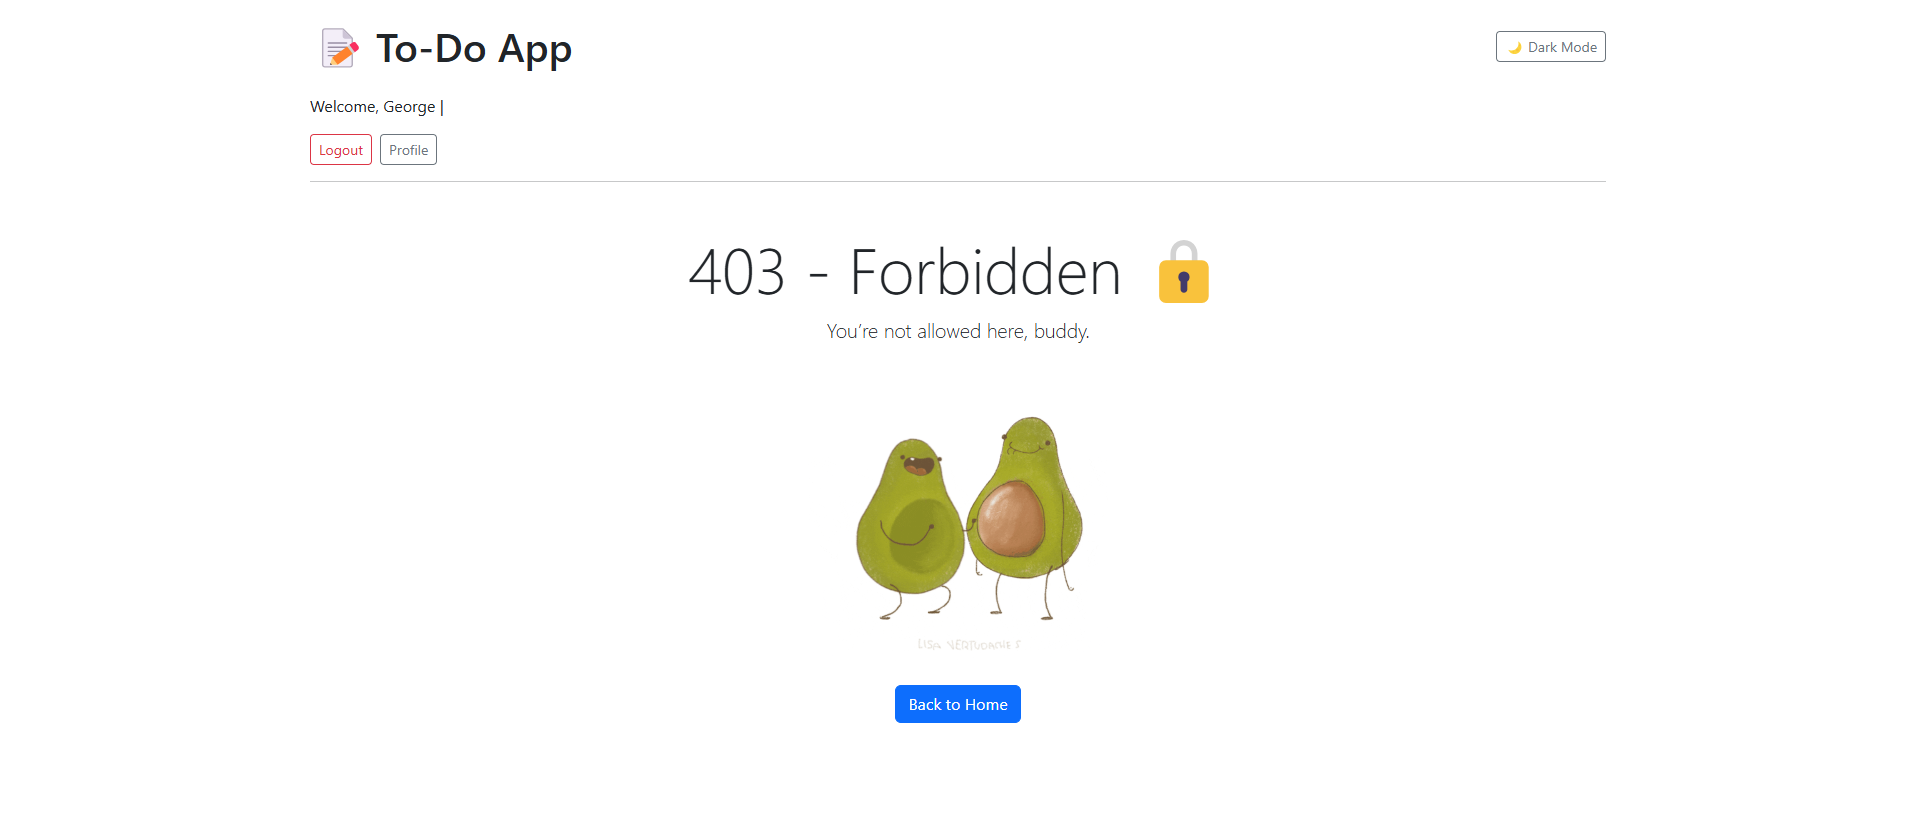 To-Do App
Dark Mode
Welcome, George |
Logout Profile
403 - Forbidden
You’re not allowed here, buddy.
LISA VERTUDACHES
Back to Home